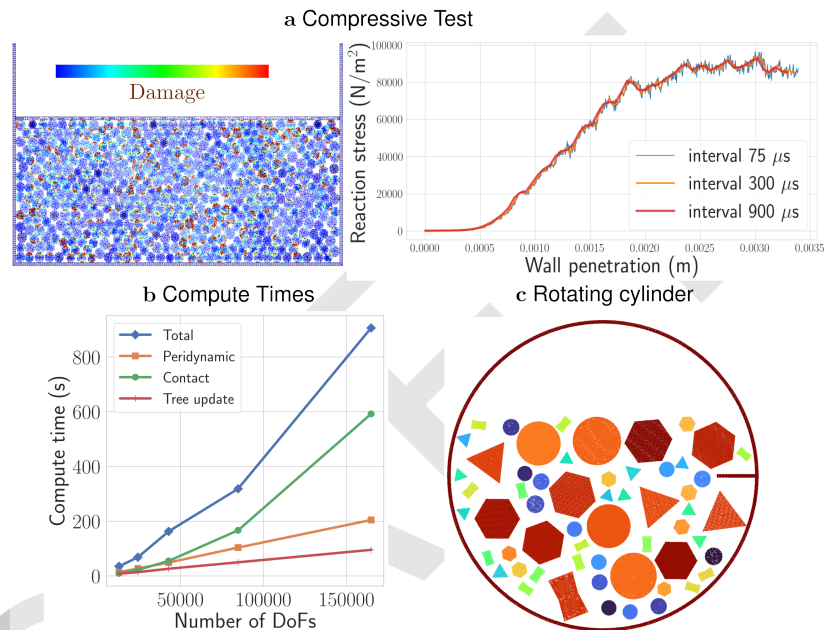 a Compressive Test
Damage
Reaction stress (N/m²)
100000
80000
60000
40000
20000
0
interval 75 μs
interval 300 μs
interval 900 μs
0.0000 0.0005 0.0010 0.0015 0.0020 0.0025 0.0030 0.0035
Wall penetration (m)
b Compute Times
Compute time (s)
800
600
400
200
0
Total
Peridynamic
Contact
Tree update
50000 100000 150000
Number of DoFs
c Rotating cylinder